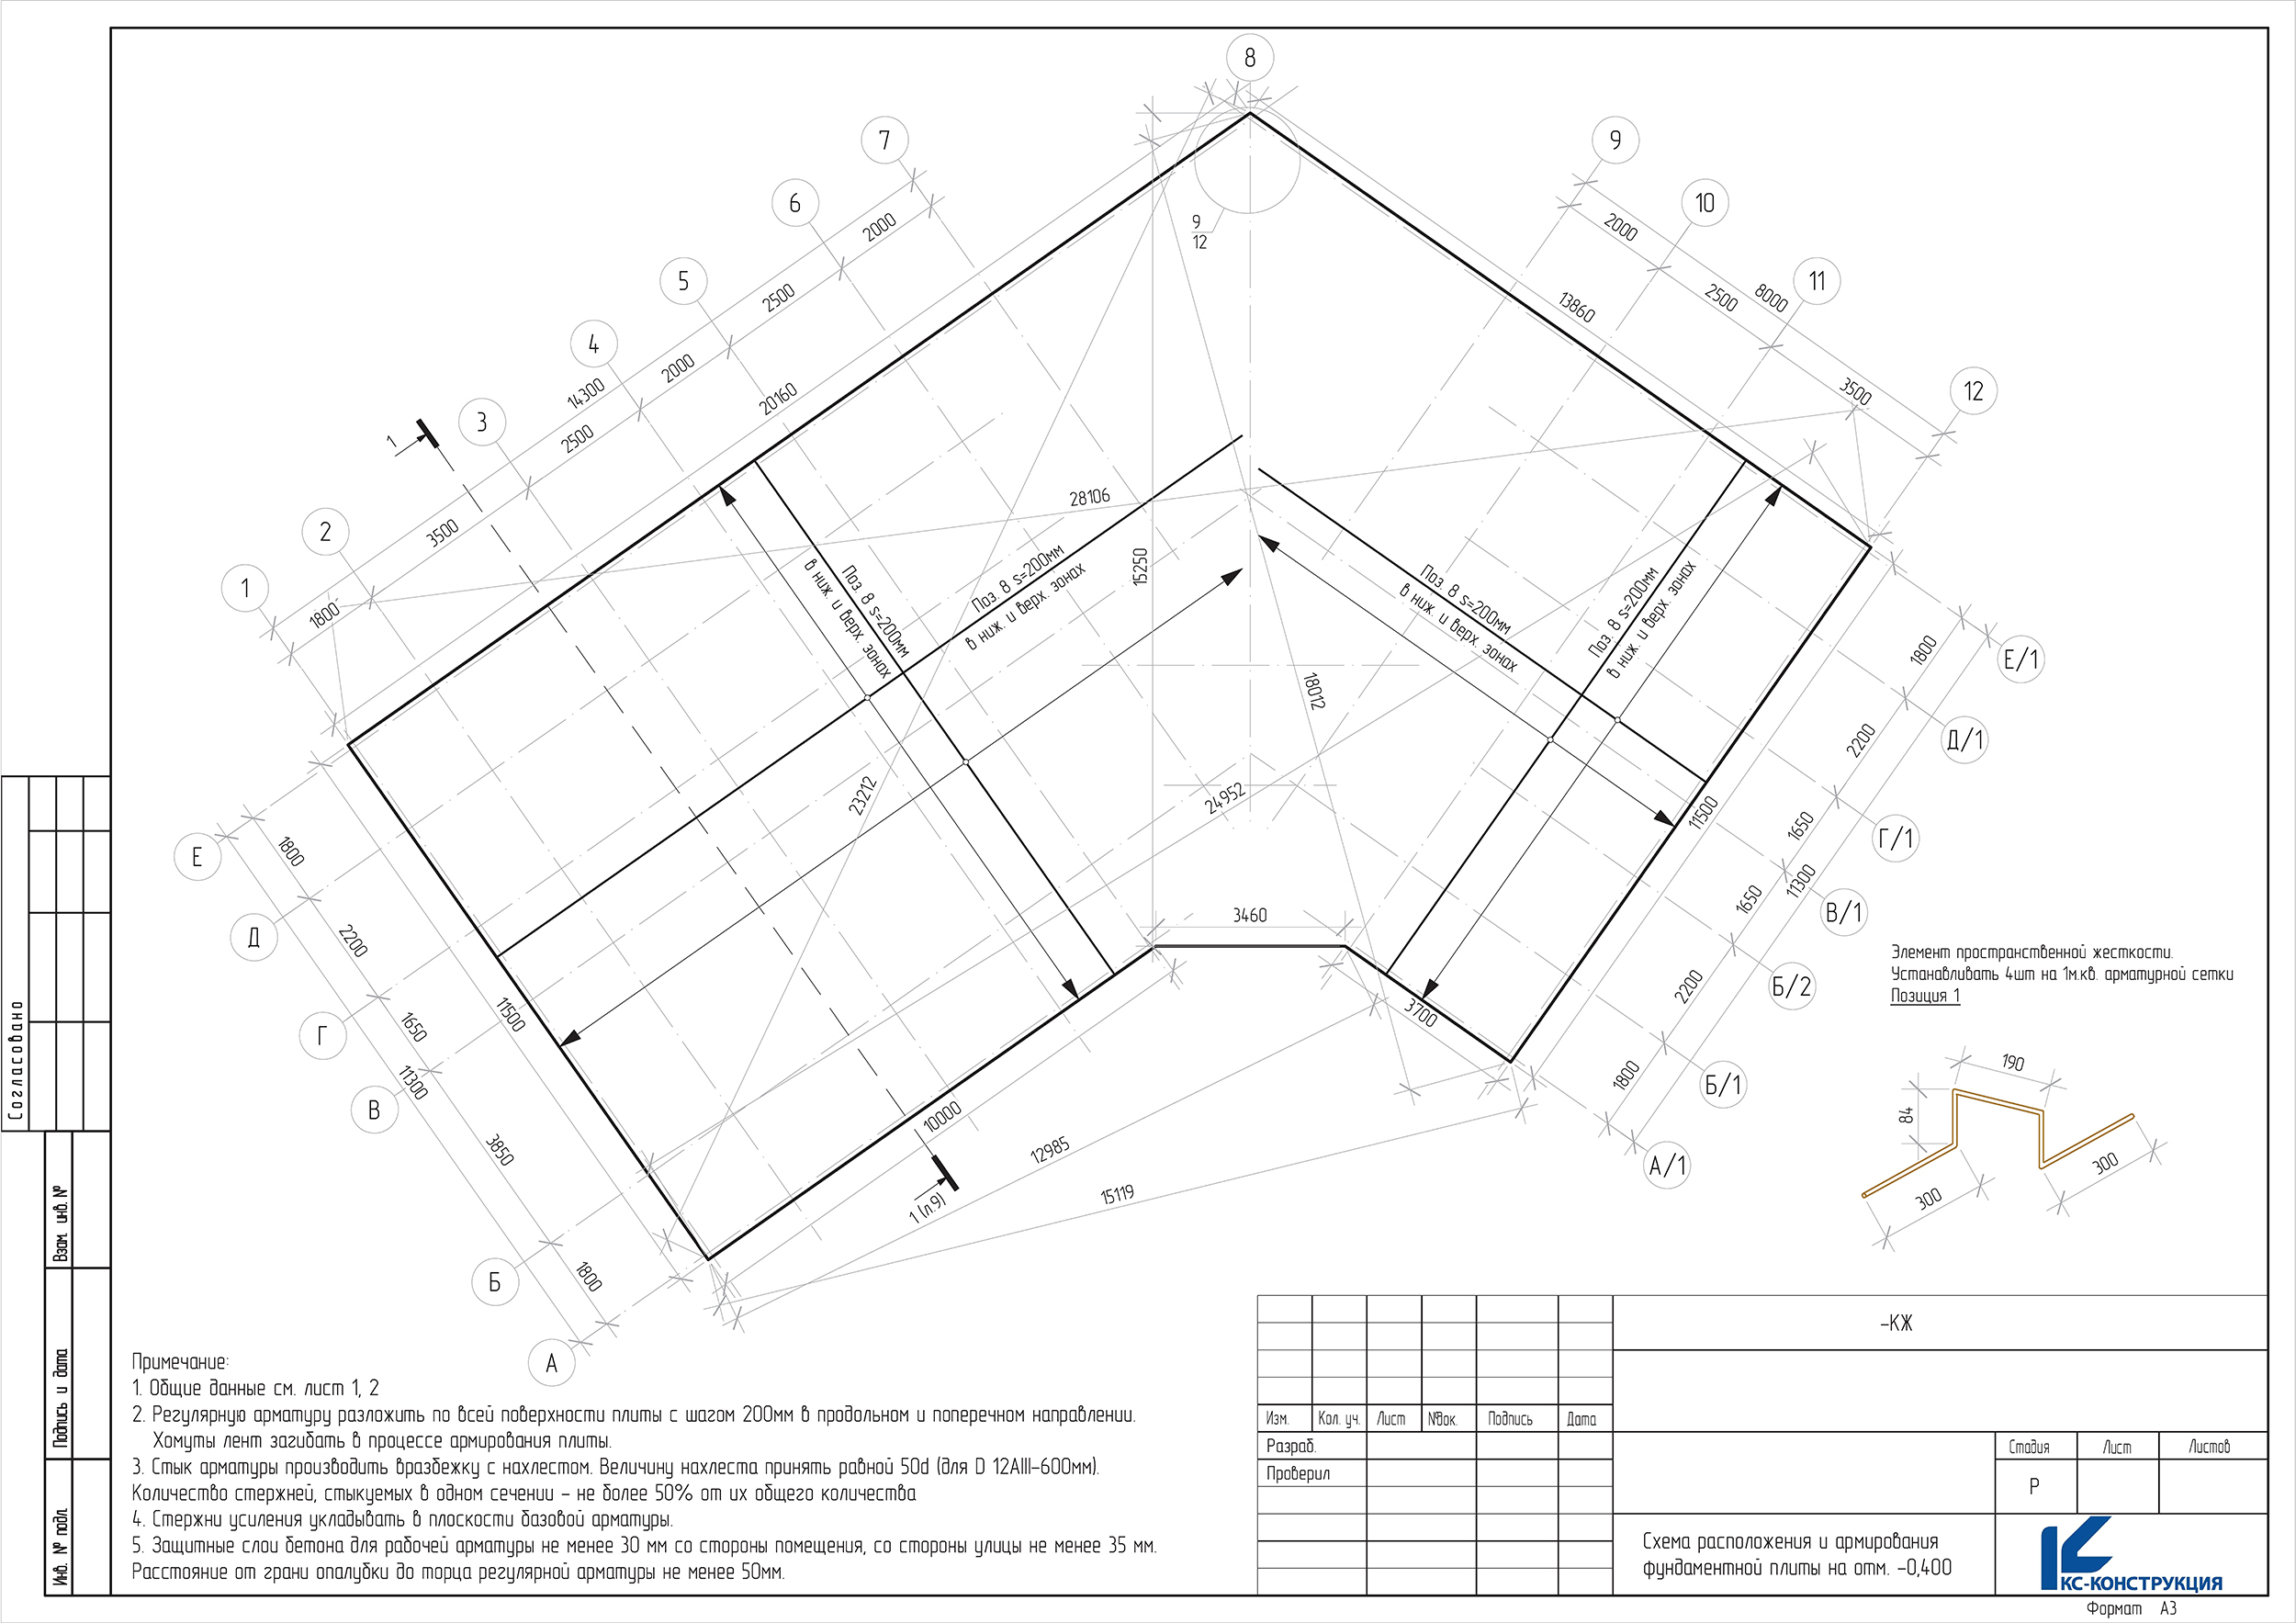 8
7
9
6
10
5
11
4
12
3
2
1
2000
2500
2000
2500
3500
1800
14300
20160
9
12
13860
2000
2500
8000
3500
1
28106
15250
18012
23212
24952
Поз. 8 s=200мм
в ниж. и верх. зонах
Поз. 8 s=200мм
в ниж. и верх. зонах
Поз. 8 s=200мм
в ниж. и верх. зонах
Поз. 8 s=200мм
в ниж. и верх. зонах
Е/1
Д/1
Г/1
В/1
Б/2
Б/1
А/1
1800
2200
1650
1650
2200
1800
11300
11500
3460
3700
Е
Д
Г
В
Б
А
1800
2200
1650
3850
1800
11300
11500
10000
12985
15119
1 (л.9)
Элемент пространственной жесткости.
Устанавливать 4шт на 1м.кв. арматурной сетки
Позиция 1
190
84
300
300
Согласовано
Взам. инв. №
Подпись и дата
Инв. № подл.
Примечание:
1. Общие данные см. лист 1, 2
2. Регулярную арматуру разложить по всей поверхности плиты с шагом 200мм в продольном и поперечном направлении.
Хомуты лент загибать в процессе армирования плиты.
3. Стык арматуры производить вразбежку с нахлестом. Величину нахлеста принять равной 50d (для D 12АIII-600мм).
Количество стержней, стыкуемых в одном сечении – не более 50% от их общего количества
4. Стержни усиления укладывать в плоскости базовой арматуры.
5. Защитные слои бетона для рабочей арматуры не менее 30 мм со стороны помещения, со стороны улицы не менее 35 мм.
Расстояние от грани опалубки до торца регулярной арматуры не менее 50мм.
-КЖ
Изм. Кол. уч. Лист №док. Подпись Дата
Разраб.
Проверил
Стадия Лист Листов
Р
Схема расположения и армирования
фундаментной плиты на отм. -0,400
КС-КОНСТРУКЦИЯ
Формат А3